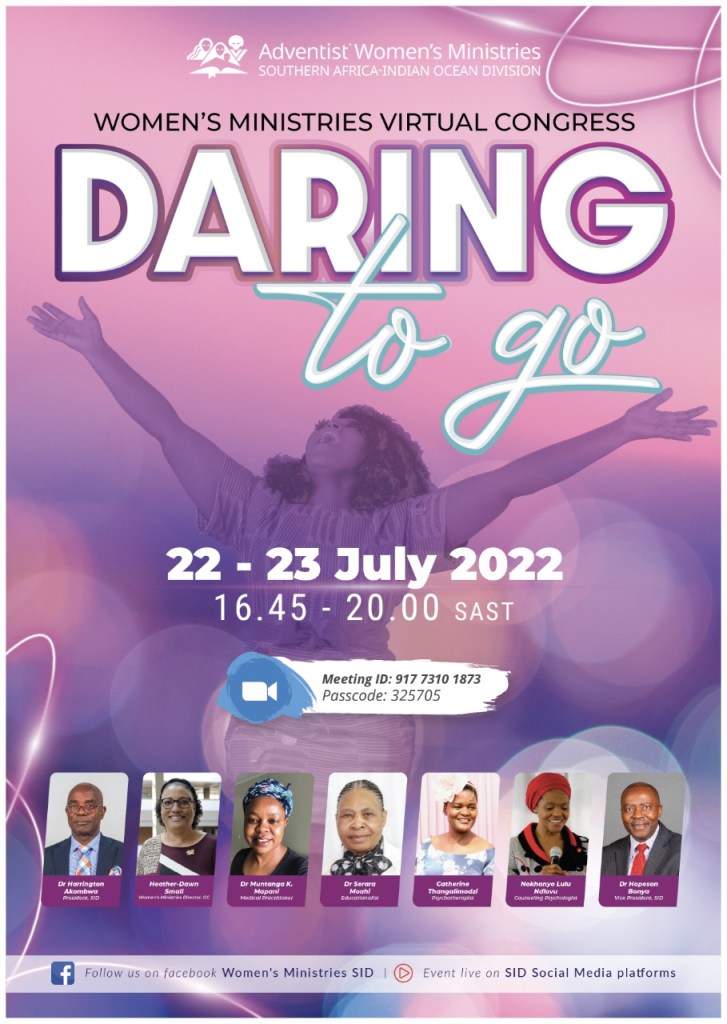 Adventist Women's Ministries
SOUTHERN AFRICA-INDIAN OCEAN DIVISION
WOMEN'S MINISTRIES VIRTUAL CONGRESS
DARING
to go
22 - 23 July 2022
16.45 - 20.00 SAST
Meeting ID: 917 7310 1873
Passcode: 325705
Dr Harrington
Akombwa
President, SID
Heather-Dawn
Small
Women's Ministries Director, GC
Dr Muntanga K.
Mapani
Medical Practitioner
Dr Serara
Moahi
Educationalist
Catherine
Thangalimodzi
Psychotherapist
Nokhanyo Lulu
Ndlovu
Counseling Psychologist
Dr Hopeson
Bonya
Vice President, SID
Follow us on facebook Women's Ministries SID | Event live on SID Social Media platforms